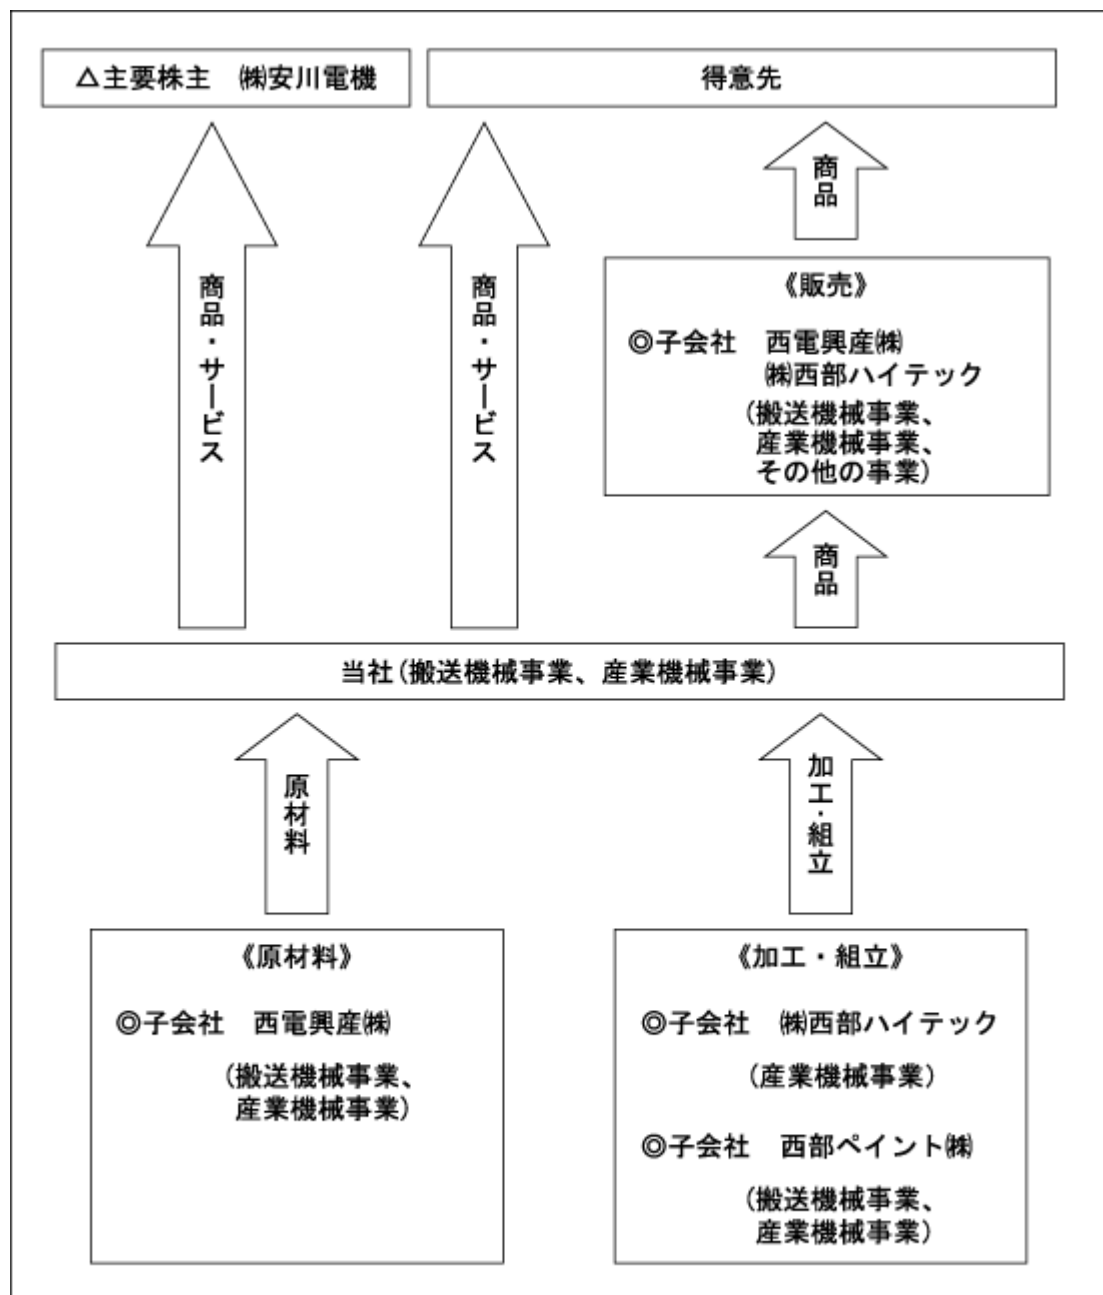 △主要株主　㈱安川電機
得意先
商品・サービス
商品・サービス
商品
《販売》
◎子会社　西電興産㈱
㈱西部ハイテック
(搬送機械事業、
産業機械事業、
その他の事業)
商品
当社(搬送機械事業、産業機械事業)
原材料
加工・組立
《原材料》
◎子会社　西電興産㈱
(搬送機械事業、
産業機械事業)
《加工・組立》
◎子会社　㈱西部ハイテック
(産業機械事業)
◎子会社　西部ペイント㈱
(搬送機械事業、
産業機械事業)